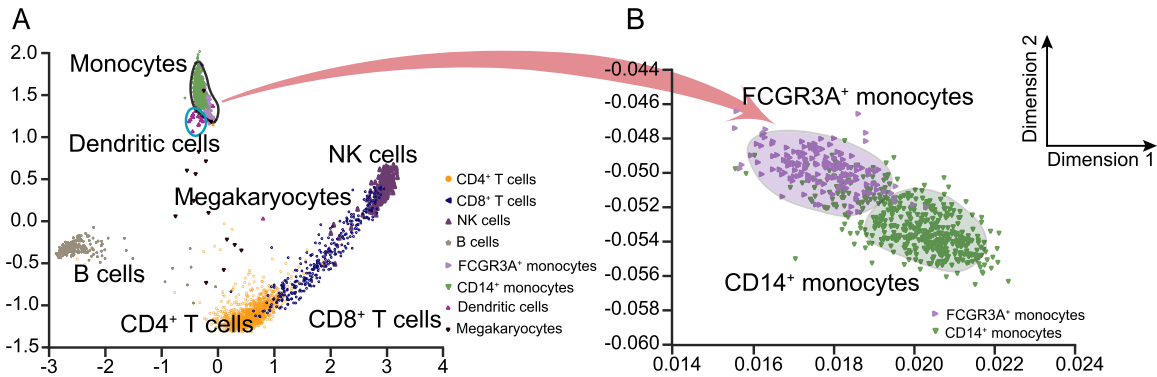 A
2.0
1.5
1.0
0.5
0.0
-0.5
-1.0
-1.5
-3
-2
-1
0
1
2
3
4
Monocytes
Dendritic cells
NK cells
Megakaryocytes
B cells
CD4⁺ T cells
CD8⁺ T cells
CD4⁺ T cells
CD8⁺ T cells
NK cells
B cells
FCGR3A⁺ monocytes
CD14⁺ monocytes
Dendritic cells
Megakaryocytes
B
-0.044
-0.046
-0.048
-0.050
-0.052
-0.054
-0.056
-0.058
-0.060
0.014
0.016
0.018
0.020
0.022
0.024
FCGR3A⁺ monocytes
CD14⁺ monocytes
FCGR3A⁺ monocytes
CD14⁺ monocytes
Dimension 2
Dimension 1